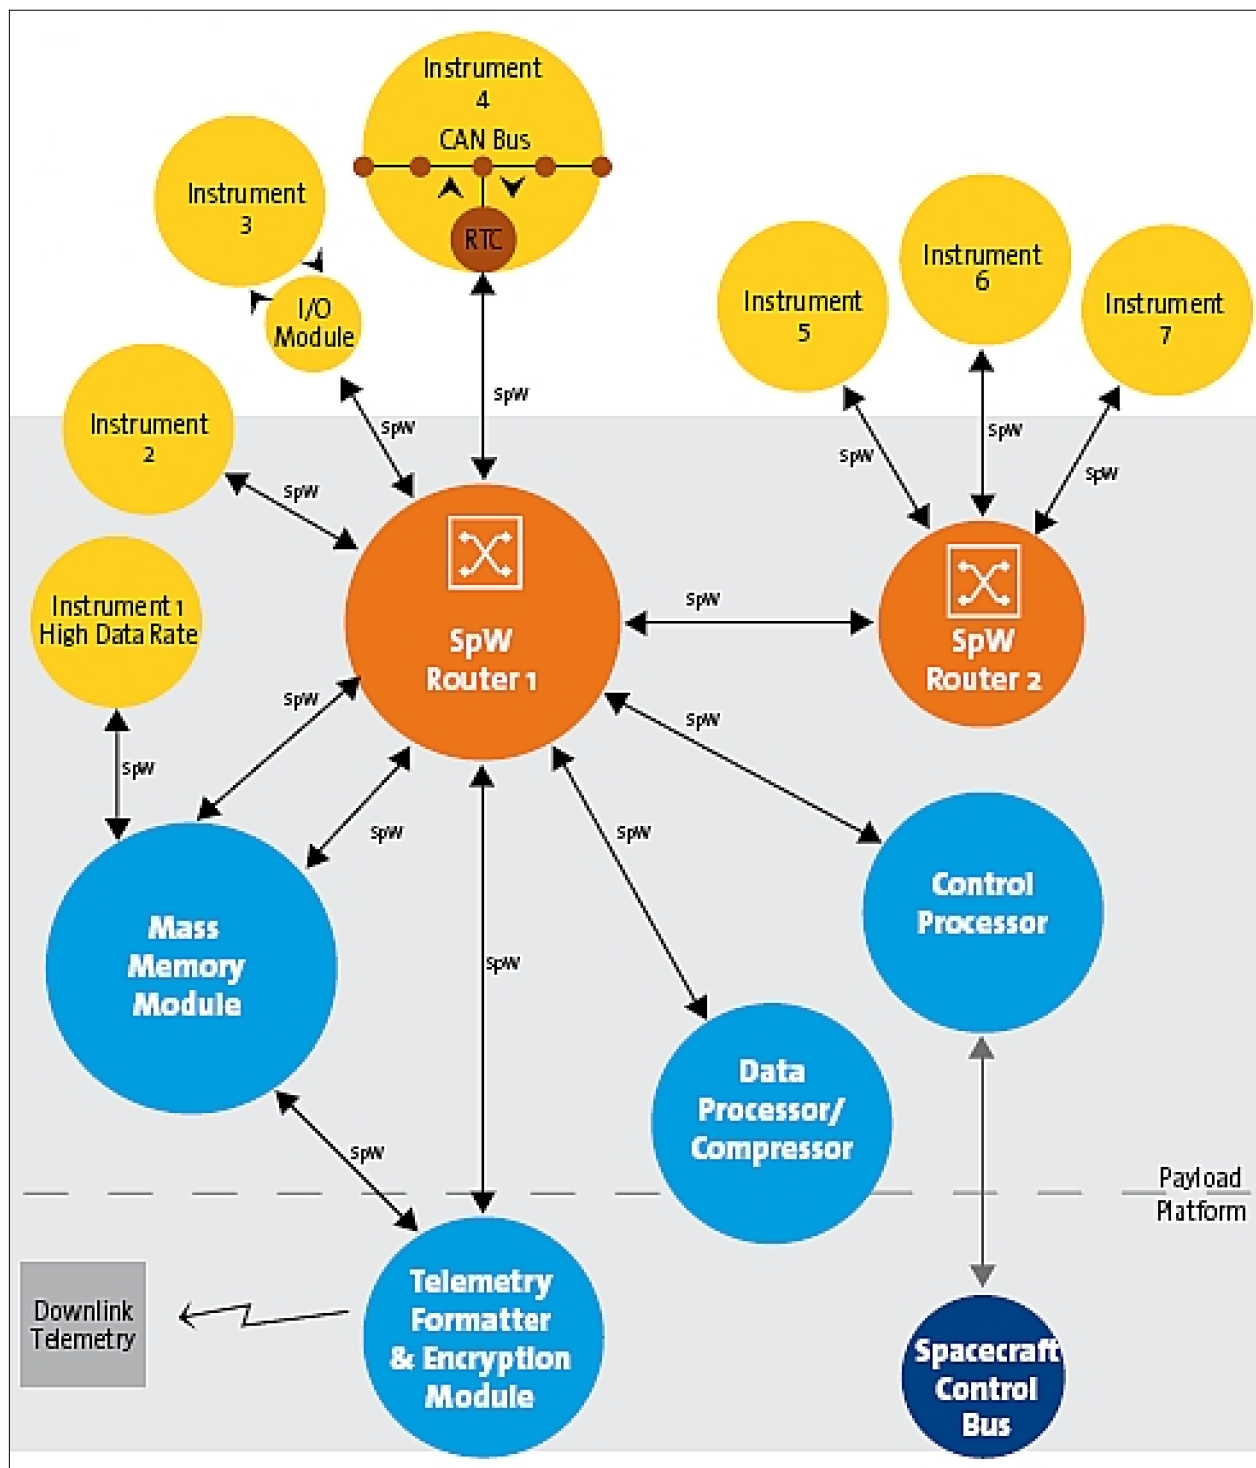 Instrument
4
CAN Bus
RTC
Instrument
3
I/O
Module
Instrument
2
Instrument 1
High Data Rate
Instrument
5
Instrument
6
Instrument
7
SpW
SpW
SpW
SpW
SpW
SpW
SpW
SpW
Router 1
SpW
Router 2
SpW
SpW
SpW
SpW
SpW
SpW
SpW
SpW
Mass
Memory
Module
Control
Processor
Data
Processor/
Compressor
Payload
Platform
Downlink
Telemetry
Telemetry
Formatter
& Encryption
Module
Spacecraft
Control
Bus